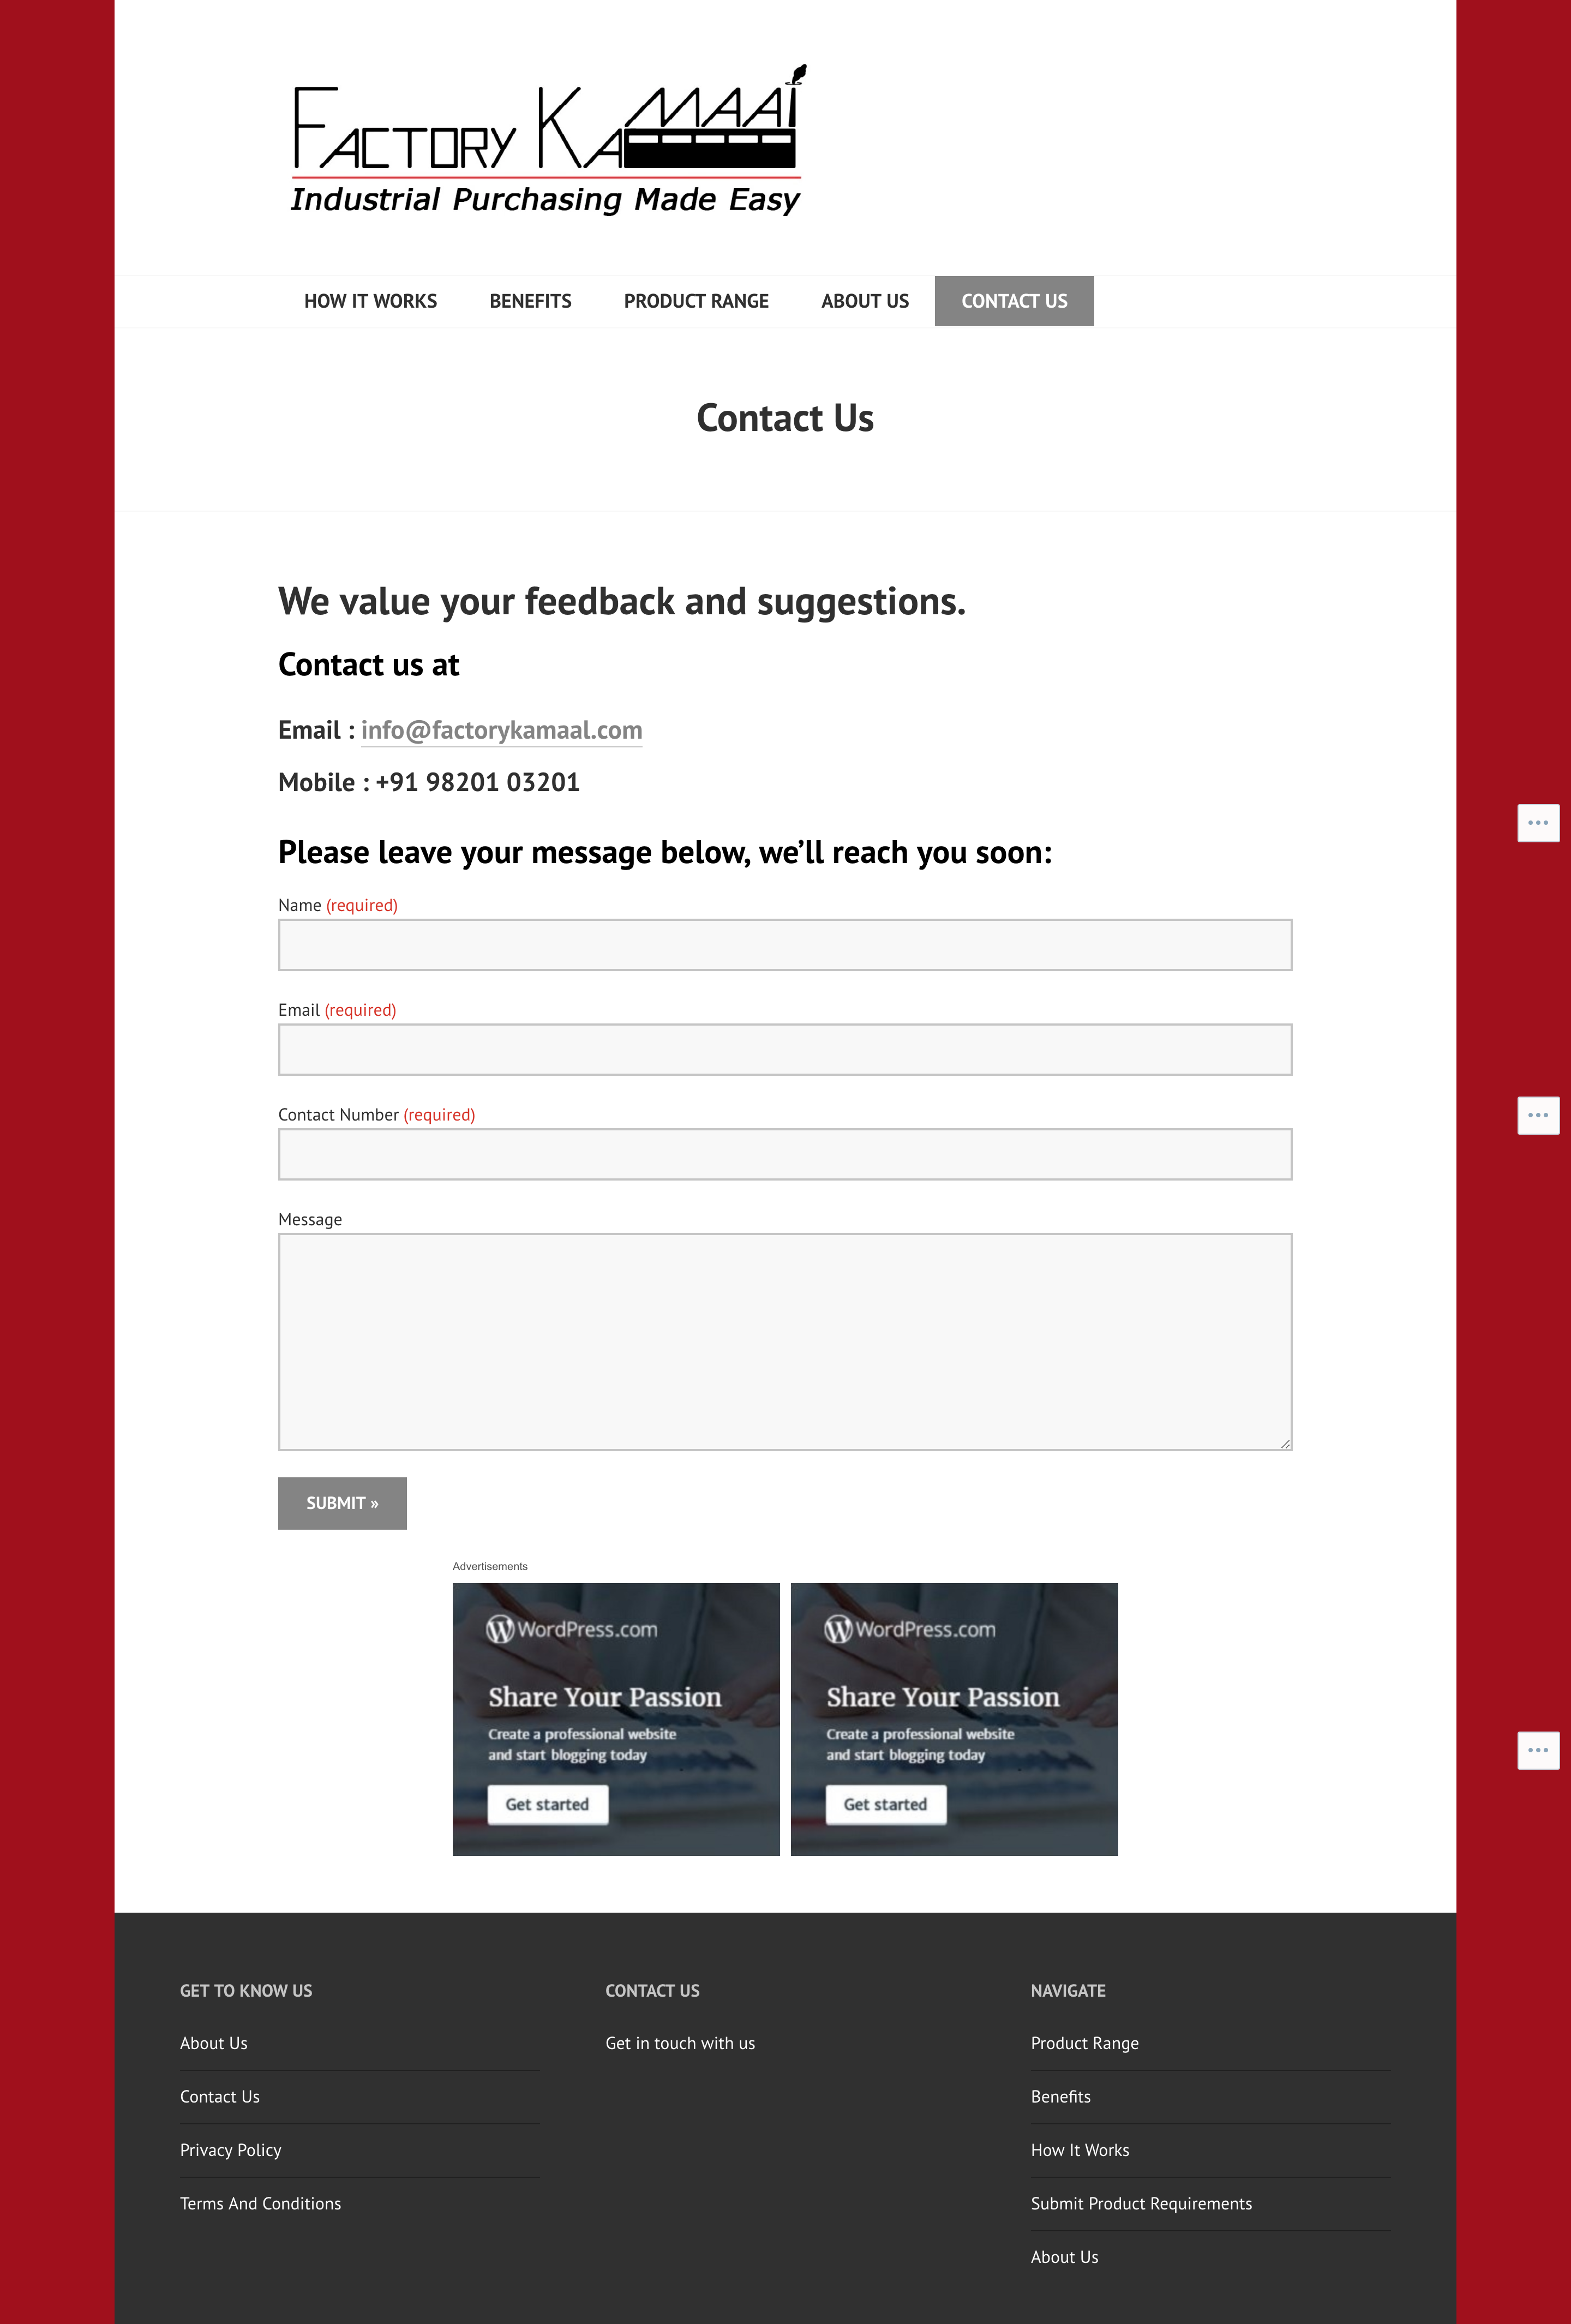 Factory Kamaal
Industrial Purchasing Made Easy
HOW IT WORKS
BENEFITS
PRODUCT RANGE
ABOUT US
CONTACT US
Contact Us
We value your feedback and suggestions.
Contact us at
Email : info@factorykamaal.com
Mobile : +91 98201 03201
Please leave your message below, we’ll reach you soon:
Name (required)
Email (required)
Contact Number (required)
Message
SUBMIT »
Advertisements
WordPress.com
Share Your Passion
Create a professional website
and start blogging today
Get started
WordPress.com
Share Your Passion
Create a professional website
and start blogging today
Get started
GET TO KNOW US
About Us
Contact Us
Privacy Policy
Terms And Conditions
CONTACT US
Get in touch with us
NAVIGATE
Product Range
Benefits
How It Works
Submit Product Requirements
About Us